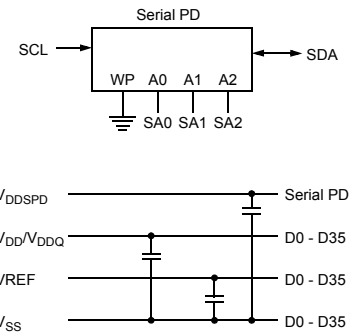 Serial PD
SCL
SDA
WP A0 A1 A2
SA0 SA1 SA2
VDDSPD Serial PD
VDD/VDDQ D0 - D35
VREF D0 - D35
VSS D0 - D35